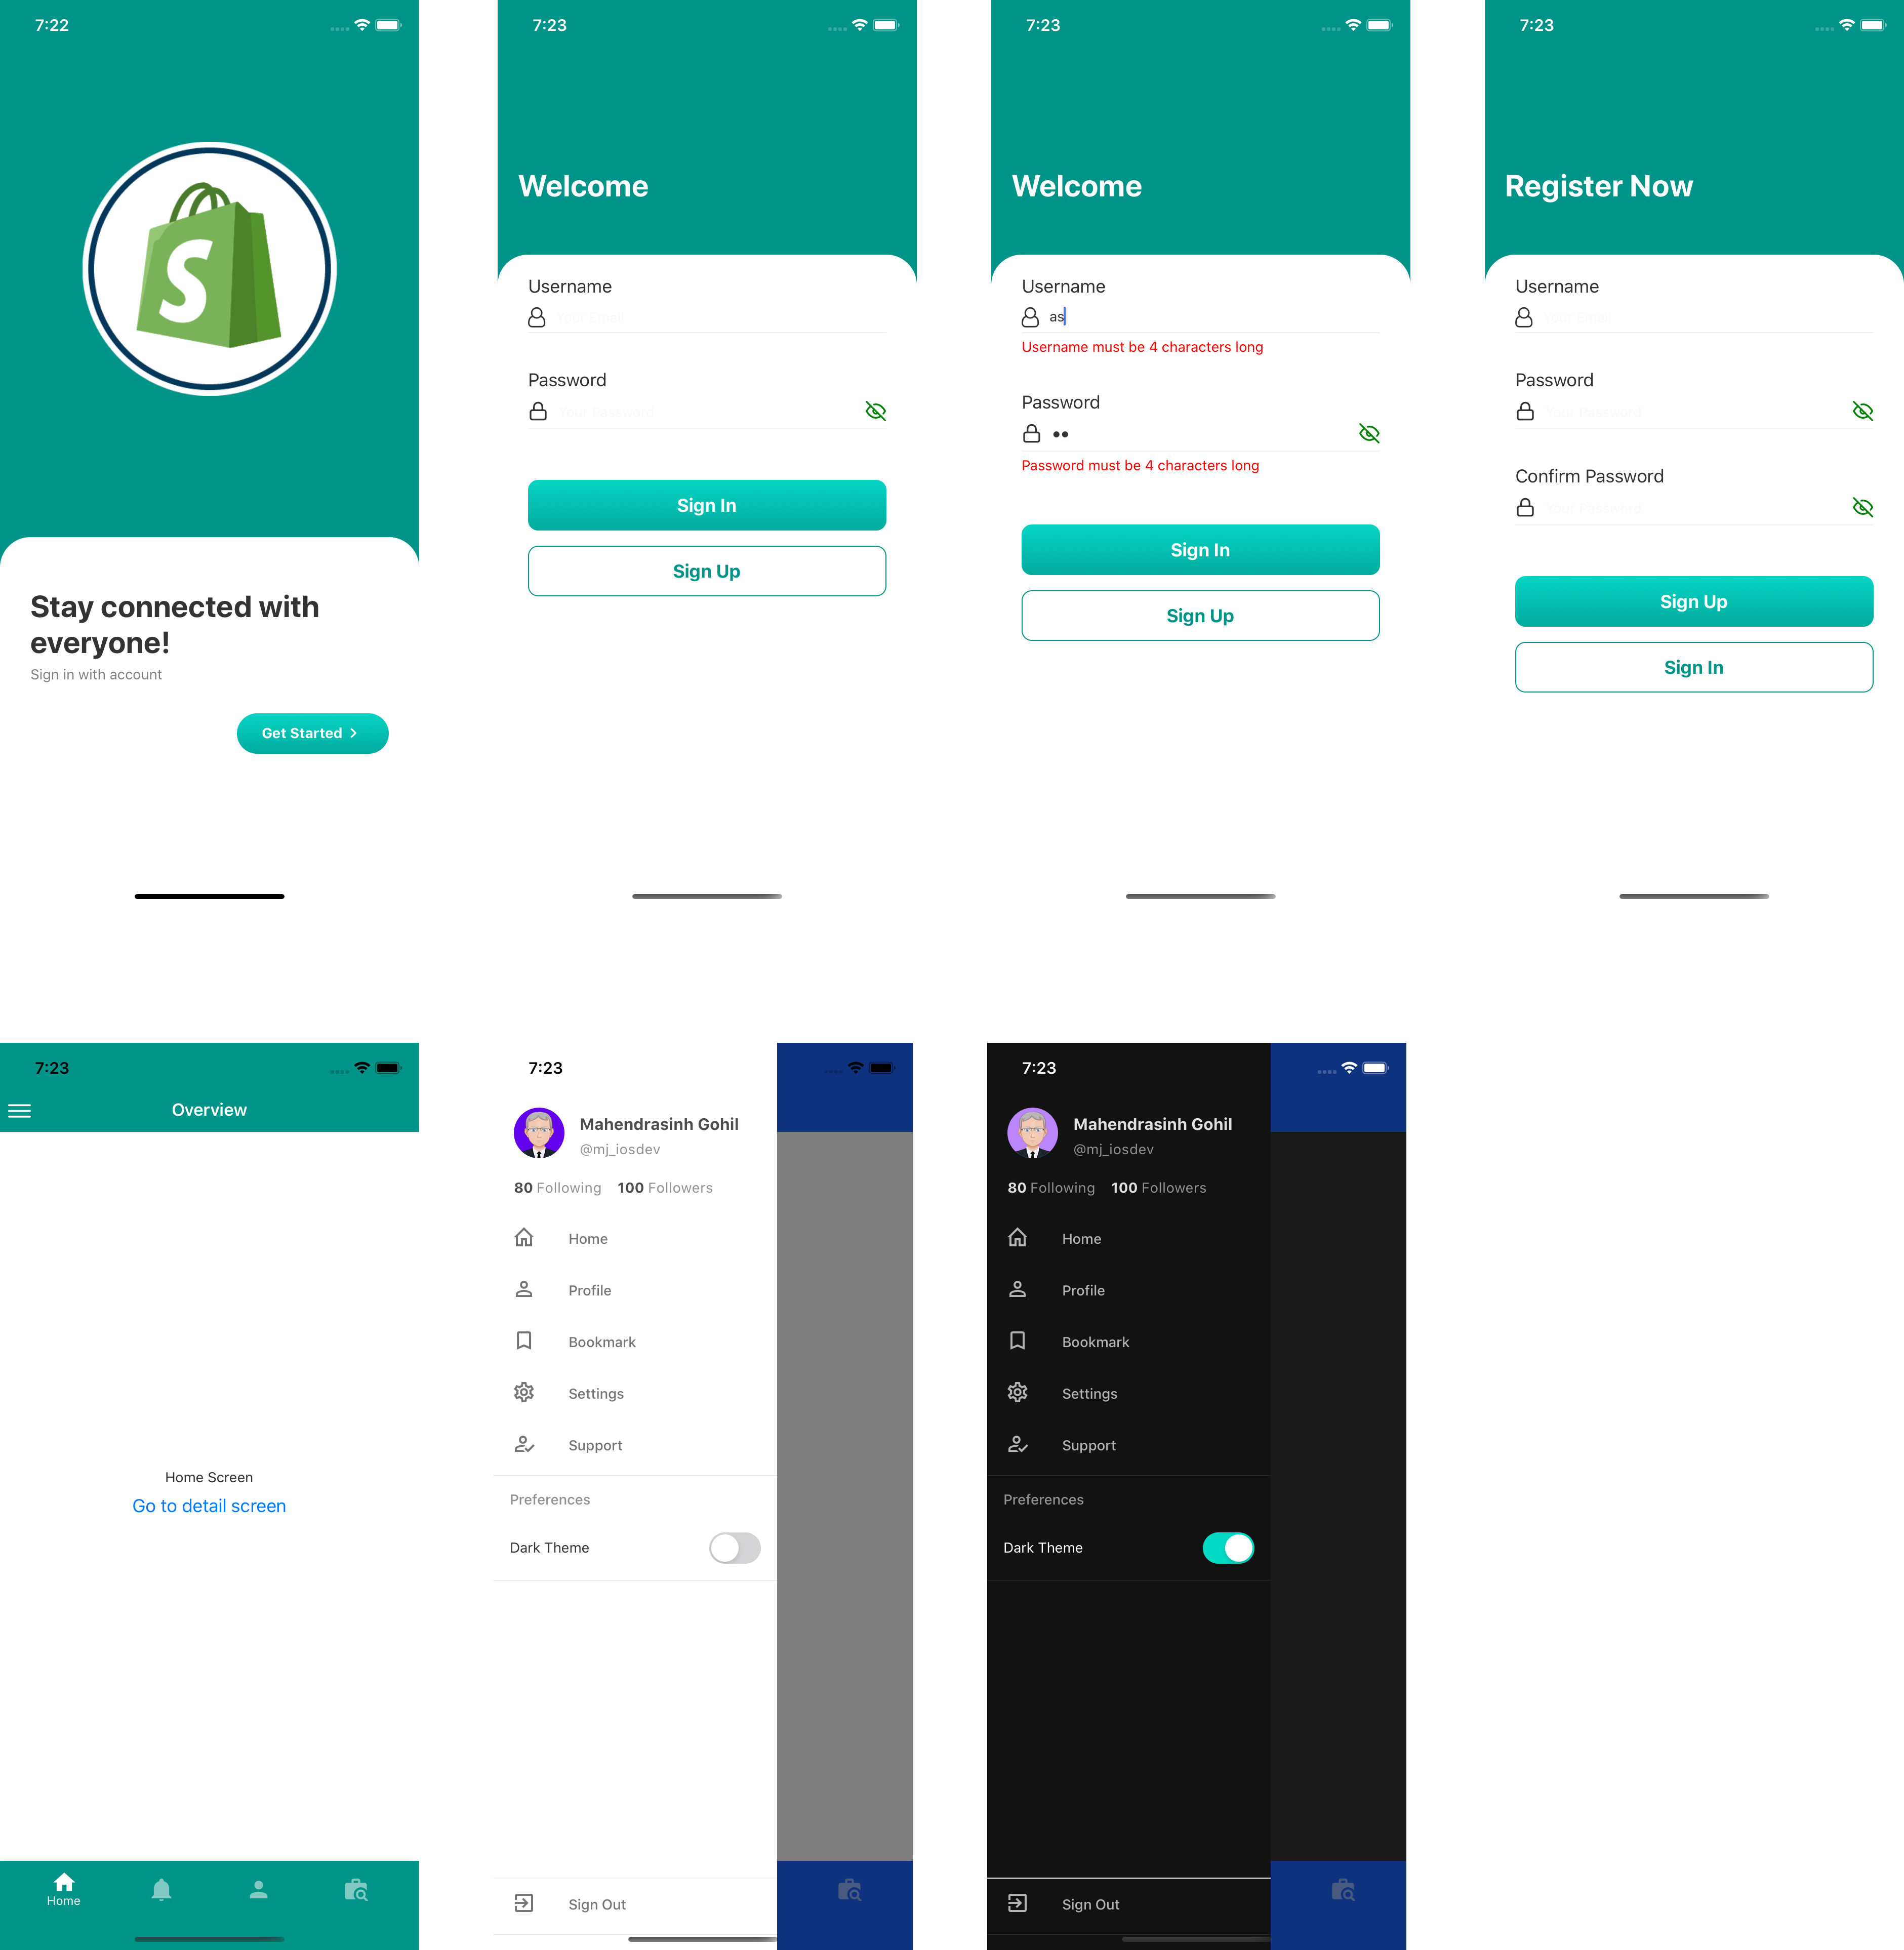 7:22
S
Stay connected with
everyone!
Sign in with account
Get Started
7:23
Welcome
Username
Your Email
Password
Your Password
Sign In
Sign Up
7:23
Welcome
Username
as
Username must be 4 characters long
Password
Password must be 4 characters long
Sign In
Sign Up
7:23
Register Now
Username
Your Email
Password
Your Password
Confirm Password
Your Password
Sign Up
Sign In
7:23
Overview
Home Screen
Go to detail screen
Home
7:23
Mahendrasinh Gohil
@mj_iosdev
80 Following 100 Followers
Home
Profile
Bookmark
Settings
Support
Preferences
Dark Theme
Sign Out
7:23
Mahendrasinh Gohil
@mj_iosdev
80 Following 100 Followers
Home
Profile
Bookmark
Settings
Support
Preferences
Dark Theme
Sign Out